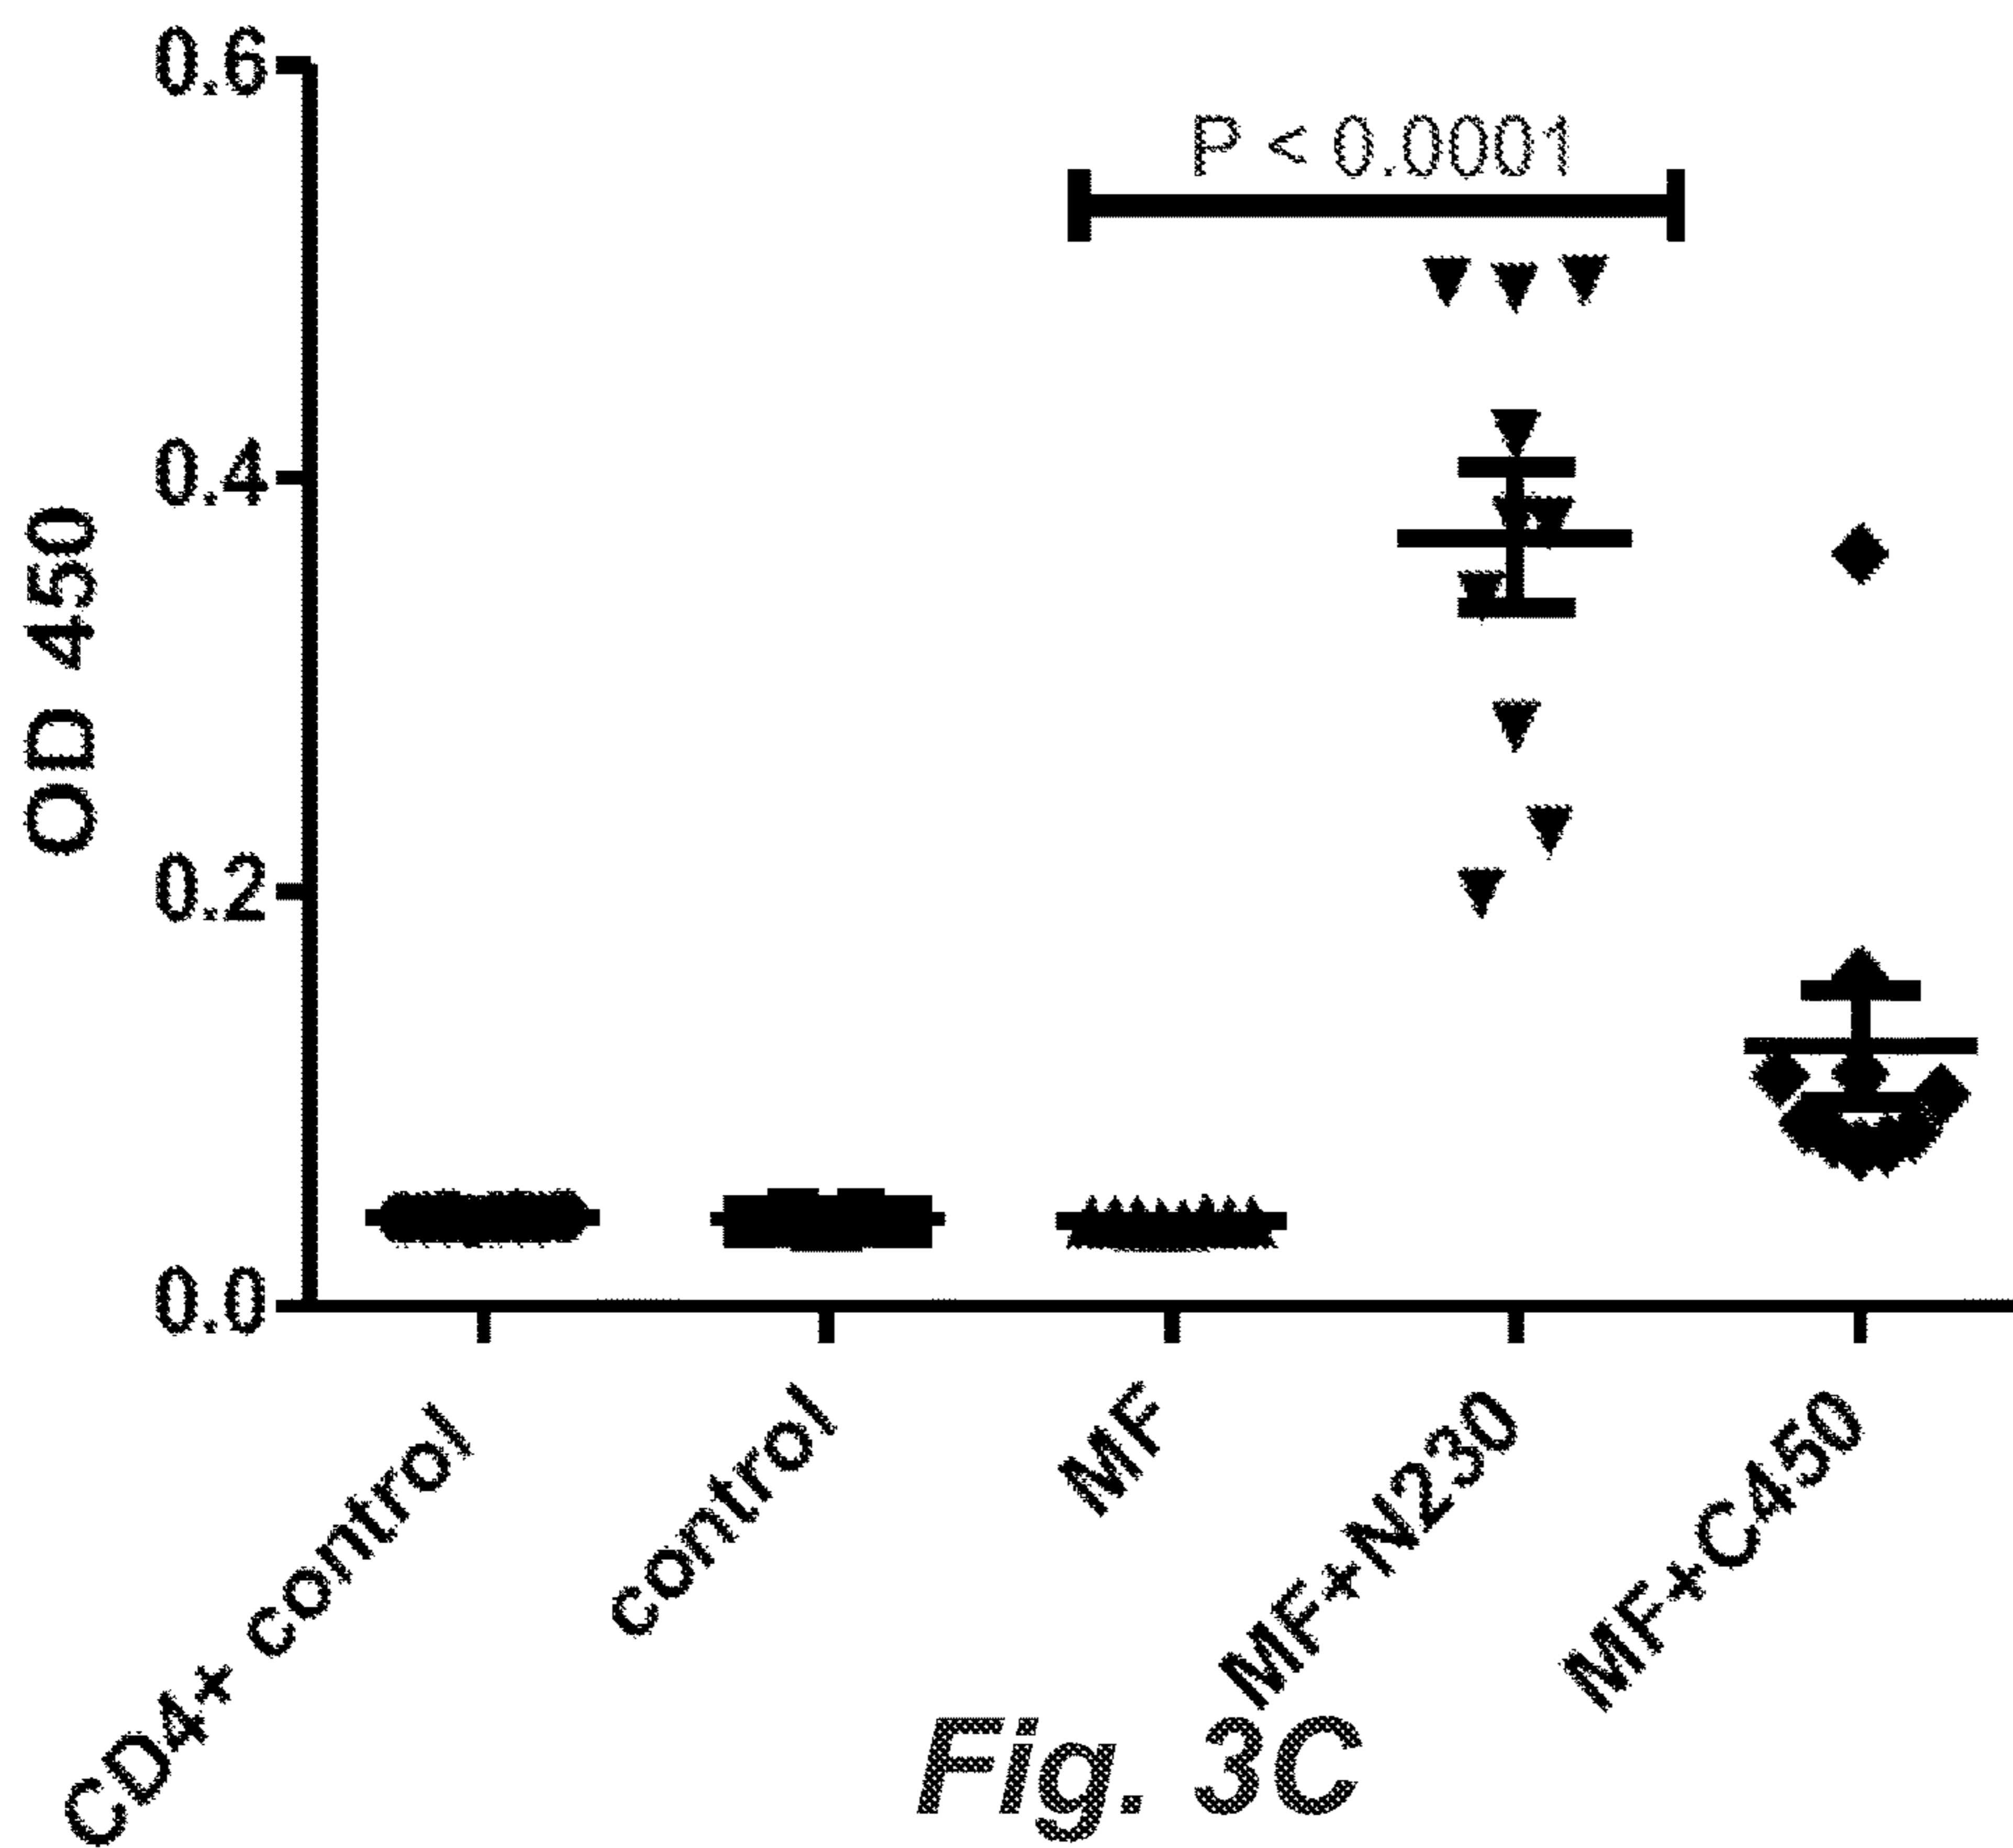 0.6
P < 0.0001
0.4
OD 450
0.2
0.0
CD4+ control
control
MF
MF+N230
MF+C450
Fig. 3C